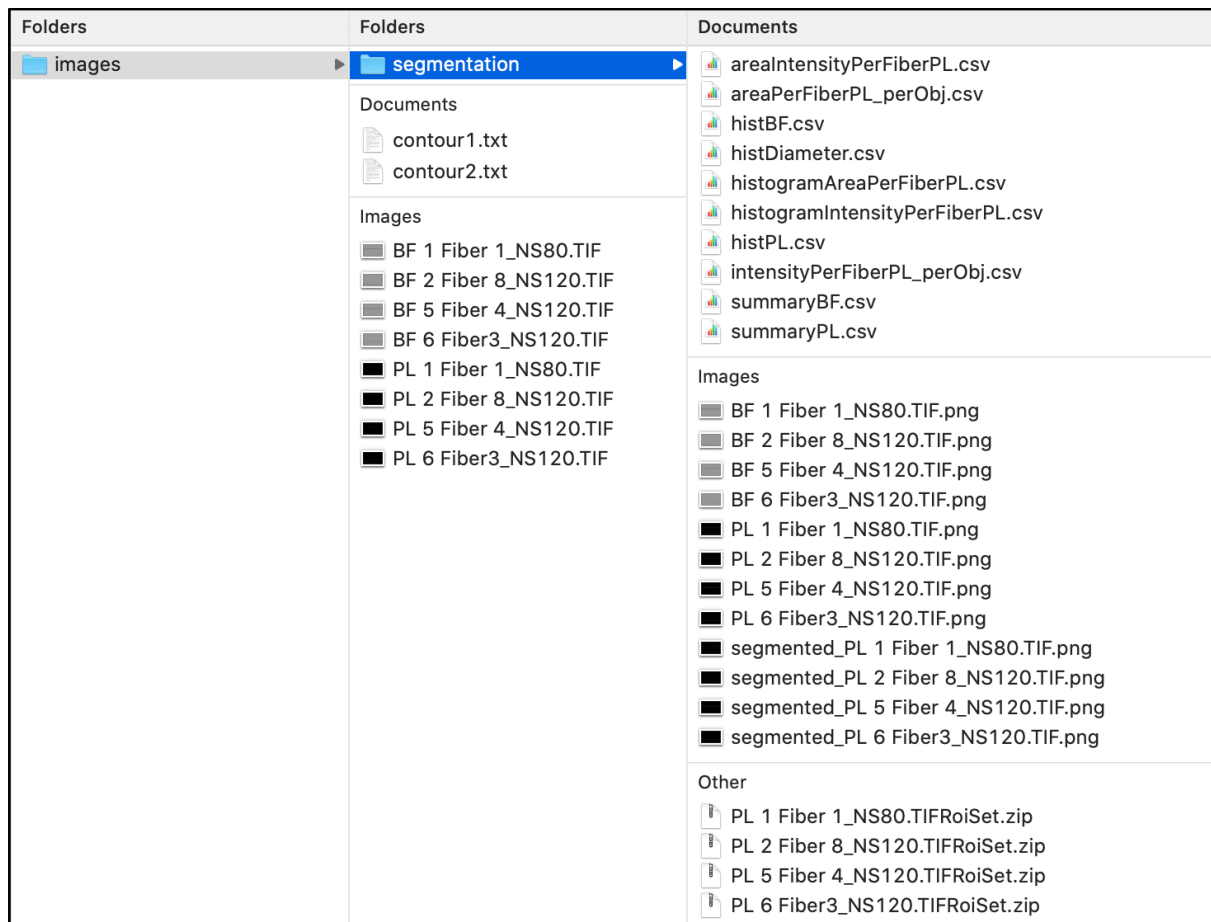 Folders
images
Folders
segmentation
Documents
contour1.txt
contour2.txt
Images
BF 1 Fiber 1_NS80.TIF
BF 2 Fiber 8_NS120.TIF
BF 5 Fiber 4_NS120.TIF
BF 6 Fiber3_NS120.TIF
PL 1 Fiber 1_NS80.TIF
PL 2 Fiber 8_NS120.TIF
PL 5 Fiber 4_NS120.TIF
PL 6 Fiber3_NS120.TIF
Documents
areaIntensityPerFiberPL.csv
areaPerFiberPL_perObj.csv
histBF.csv
histDiameter.csv
histogramAreaPerFiberPL.csv
histogramIntensityPerFiberPL.csv
histPL.csv
intensityPerFiberPL_perObj.csv
summaryBF.csv
summaryPL.csv
Images
BF 1 Fiber 1_NS80.TIF.png
BF 2 Fiber 8_NS120.TIF.png
BF 5 Fiber 4_NS120.TIF.png
BF 6 Fiber3_NS120.TIF.png
PL 1 Fiber 1_NS80.TIF.png
PL 2 Fiber 8_NS120.TIF.png
PL 5 Fiber 4_NS120.TIF.png
PL 6 Fiber3_NS120.TIF.png
segmented_PL 1 Fiber 1_NS80.TIF.png
segmented_PL 2 Fiber 8_NS120.TIF.png
segmented_PL 5 Fiber 4_NS120.TIF.png
segmented_PL 6 Fiber3_NS120.TIF.png
Other
PL 1 Fiber 1_NS80.TIFRoiSet.zip
PL 2 Fiber 8_NS120.TIFRoiSet.zip
PL 5 Fiber 4_NS120.TIFRoiSet.zip
PL 6 Fiber3_NS120.TIFRoiSet.zip